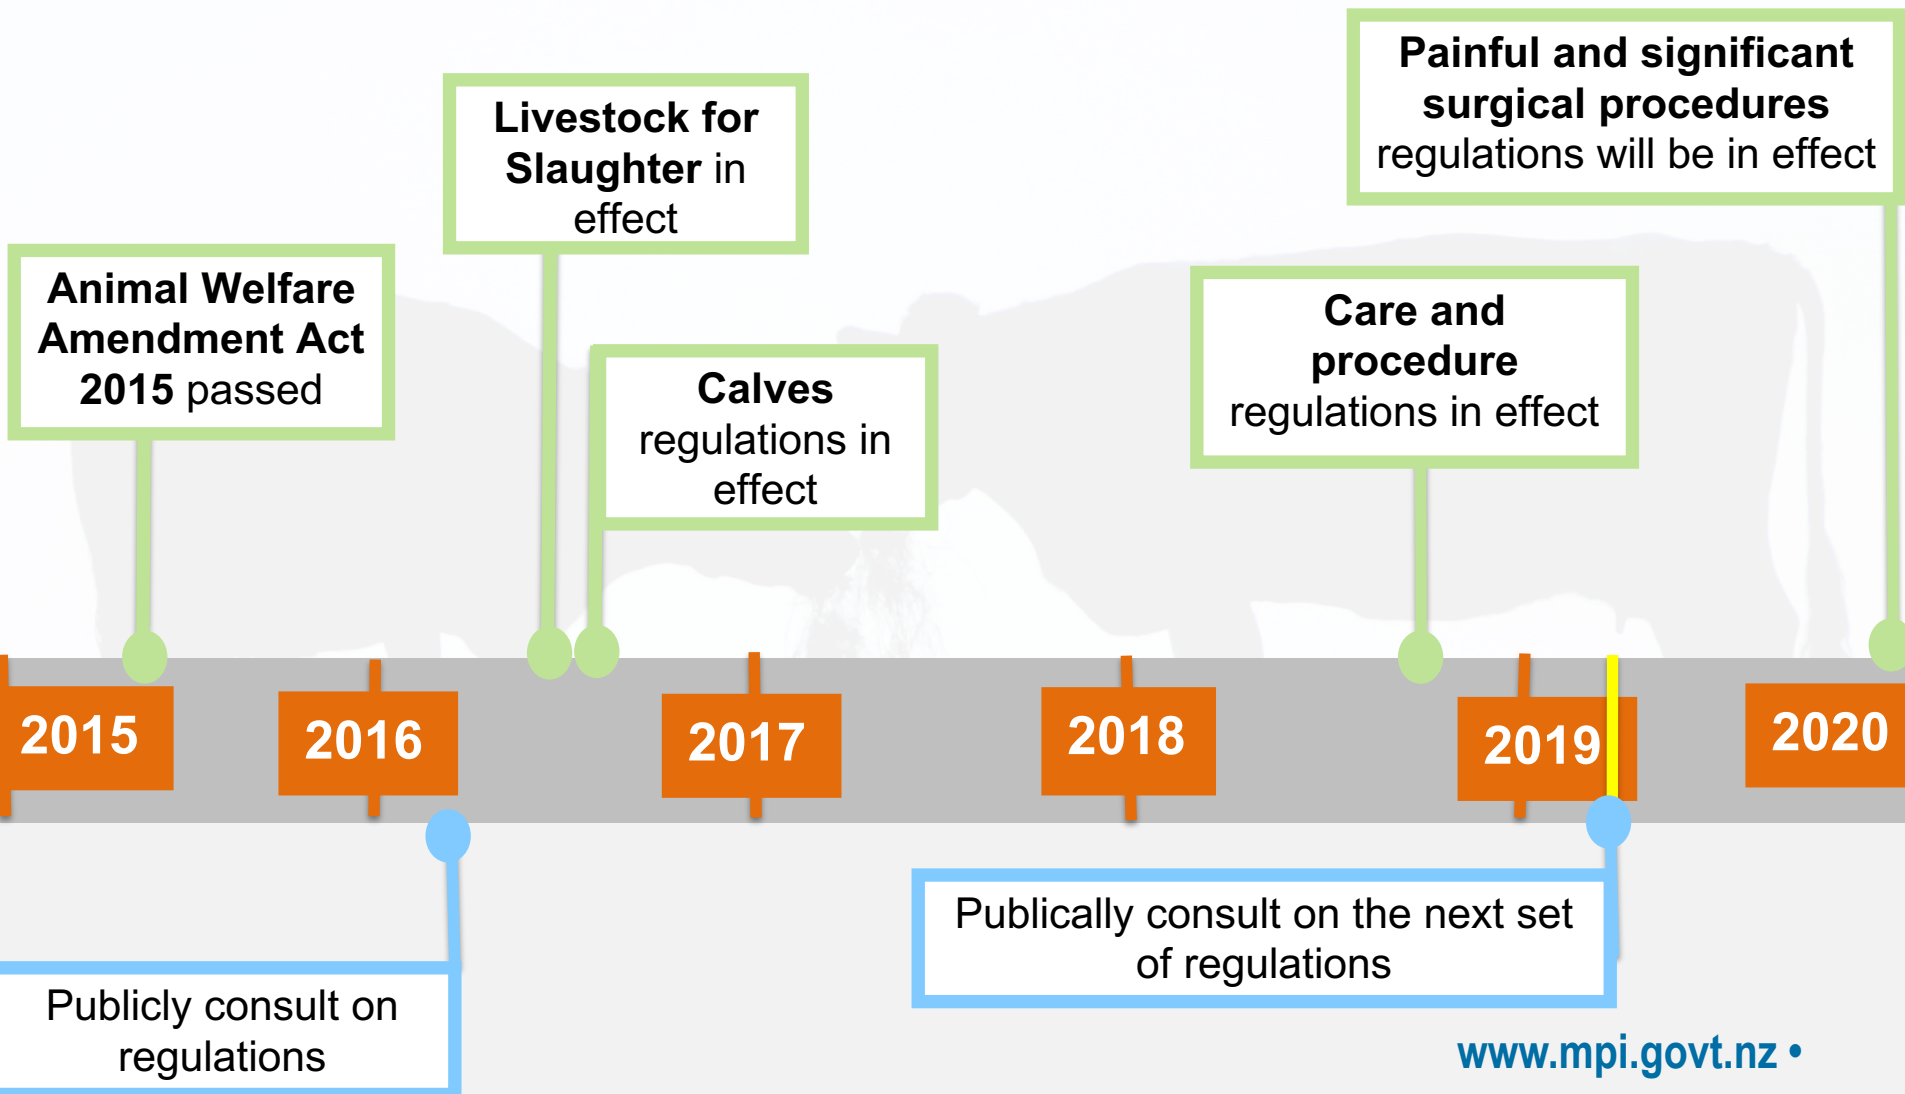 Painful and significant
surgical procedures
regulations will be in effect
Livestock for
Slaughter in
effect
Animal Welfare
Amendment Act
2015 passed
Care and
procedure
regulations in effect
Calves
regulations in
effect
2015
2016
2017
2018
2019
2020
Publically consult on the next set
of regulations
Publicly consult on
regulations
www.mpi.govt.nz •